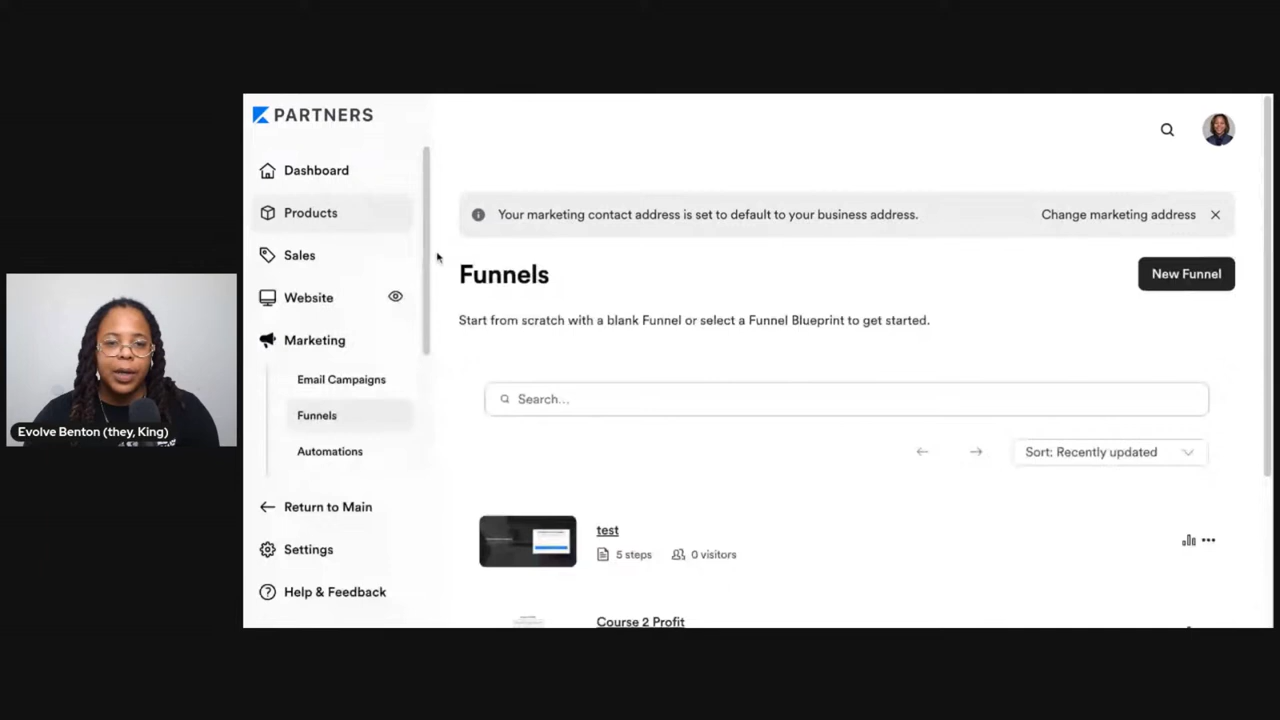 PARTNERS
Dashboard
Products
Sales
Website
Marketing
Email Campaigns
Funnels
Automations
Return to Main
Settings
Help & Feedback
Your marketing contact address is set to default to your business address.
Change marketing address
Funnels
New Funnel
Start from scratch with a blank Funnel or select a Funnel Blueprint to get started.
Search...
Sort: Recently updated
test
5 steps
0 visitors
Course 2 Profit
Evolve Benton (they, King)